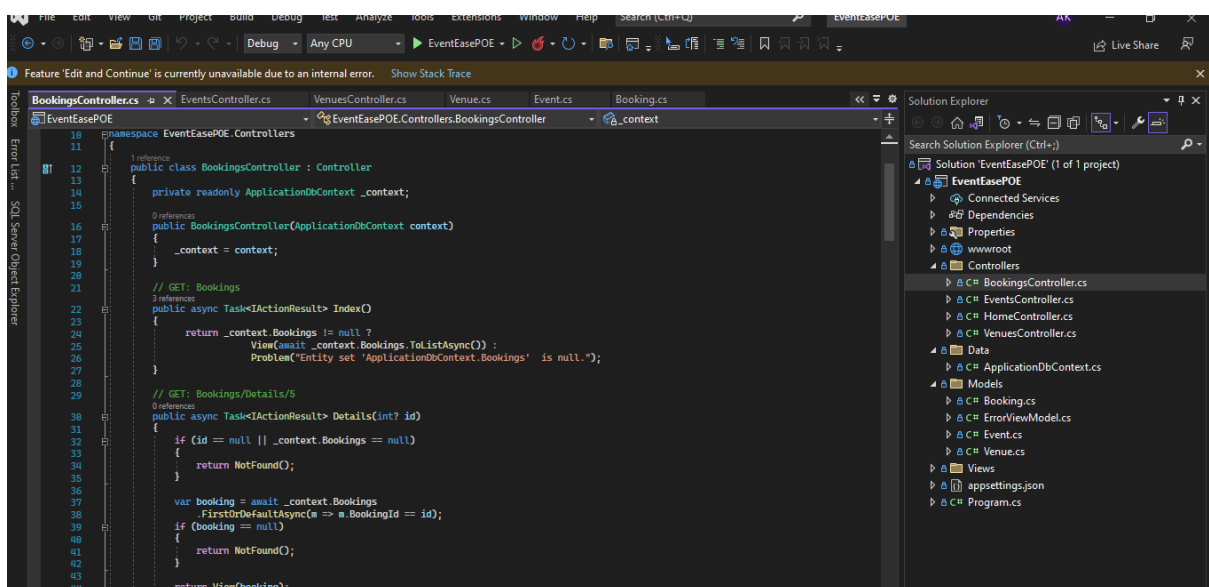 File Edit View Git Project Build Debug Test Analyze Tools Extensions Window Help Search (Ctrl+Q) EventEasePOE AK
Debug Any CPU EventEasePOE Live Share
Feature 'Edit and Continue' is currently unavailable due to an internal error. Show Stack Trace
Toolbox
Error List ...
SQL Server Object Explorer
BookingsController.cs EventsController.cs VenuesController.cs Venue.cs Event.cs Booking.cs
EventEasePOE EventEasePOE.Controllers.BookingsController _context
10 namespace EventEasePOE.Controllers
11 {
1 reference
12 public class BookingsController : Controller
13 {
14 private readonly ApplicationDbContext _context;
15
0 references
16 public BookingsController(ApplicationDbContext context)
17 {
18 _context = context;
19 }
20
21 // GET: Bookings
3 references
22 public async Task<IActionResult> Index()
23 {
24 return _context.Bookings != null ?
25 View(await _context.Bookings.ToListAsync()) :
26 Problem("Entity set 'ApplicationDbContext.Bookings'  is null.");
27 }
28
29 // GET: Bookings/Details/5
0 references
30 public async Task<IActionResult> Details(int? id)
31 {
32 if (id == null || _context.Bookings == null)
33 {
34 return NotFound();
35 }
36
37 var booking = await _context.Bookings
38 .FirstOrDefaultAsync(m => m.BookingId == id);
39 if (booking == null)
40 {
41 return NotFound();
42 }
43
return View(booking);
Solution Explorer
Search Solution Explorer (Ctrl+;)
Solution 'EventEasePOE' (1 of 1 project)
EventEasePOE
Connected Services
Dependencies
Properties
wwwroot
Controllers
C# BookingsController.cs
C# EventsController.cs
C# HomeController.cs
C# VenuesController.cs
Data
C# ApplicationDbContext.cs
Models
C# Booking.cs
C# ErrorViewModel.cs
C# Event.cs
C# Venue.cs
Views
appsettings.json
C# Program.cs